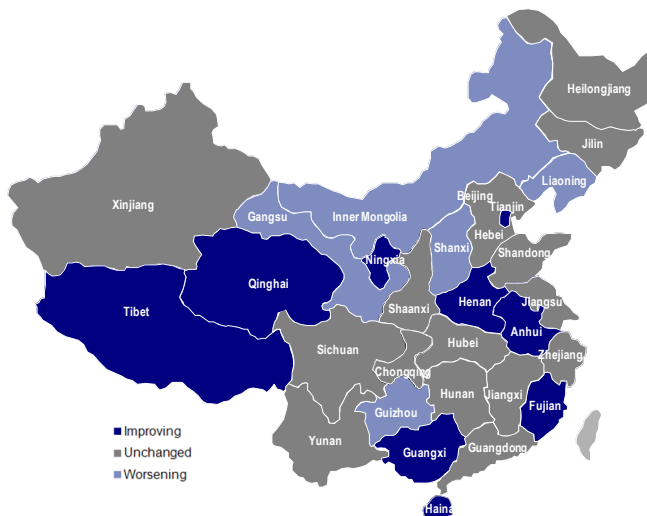 Heilongjiang
Jilin
Liaoning
Beijing
Tianjin
Xinjiang
Gangsu
Inner Mongolia
Hebei
Shanxi
Shandong
Ningxia
Qinghai
Tibet
Shaanxi
Henan
Jiangsu
Anhui
Sichuan
Hubei
Zhejiang
Chongqing
Hunan
Jiangxi
Guizhou
Fujian
Yunan
Guangxi
Guangdong
Haina
Improving
Unchanged
Worsening